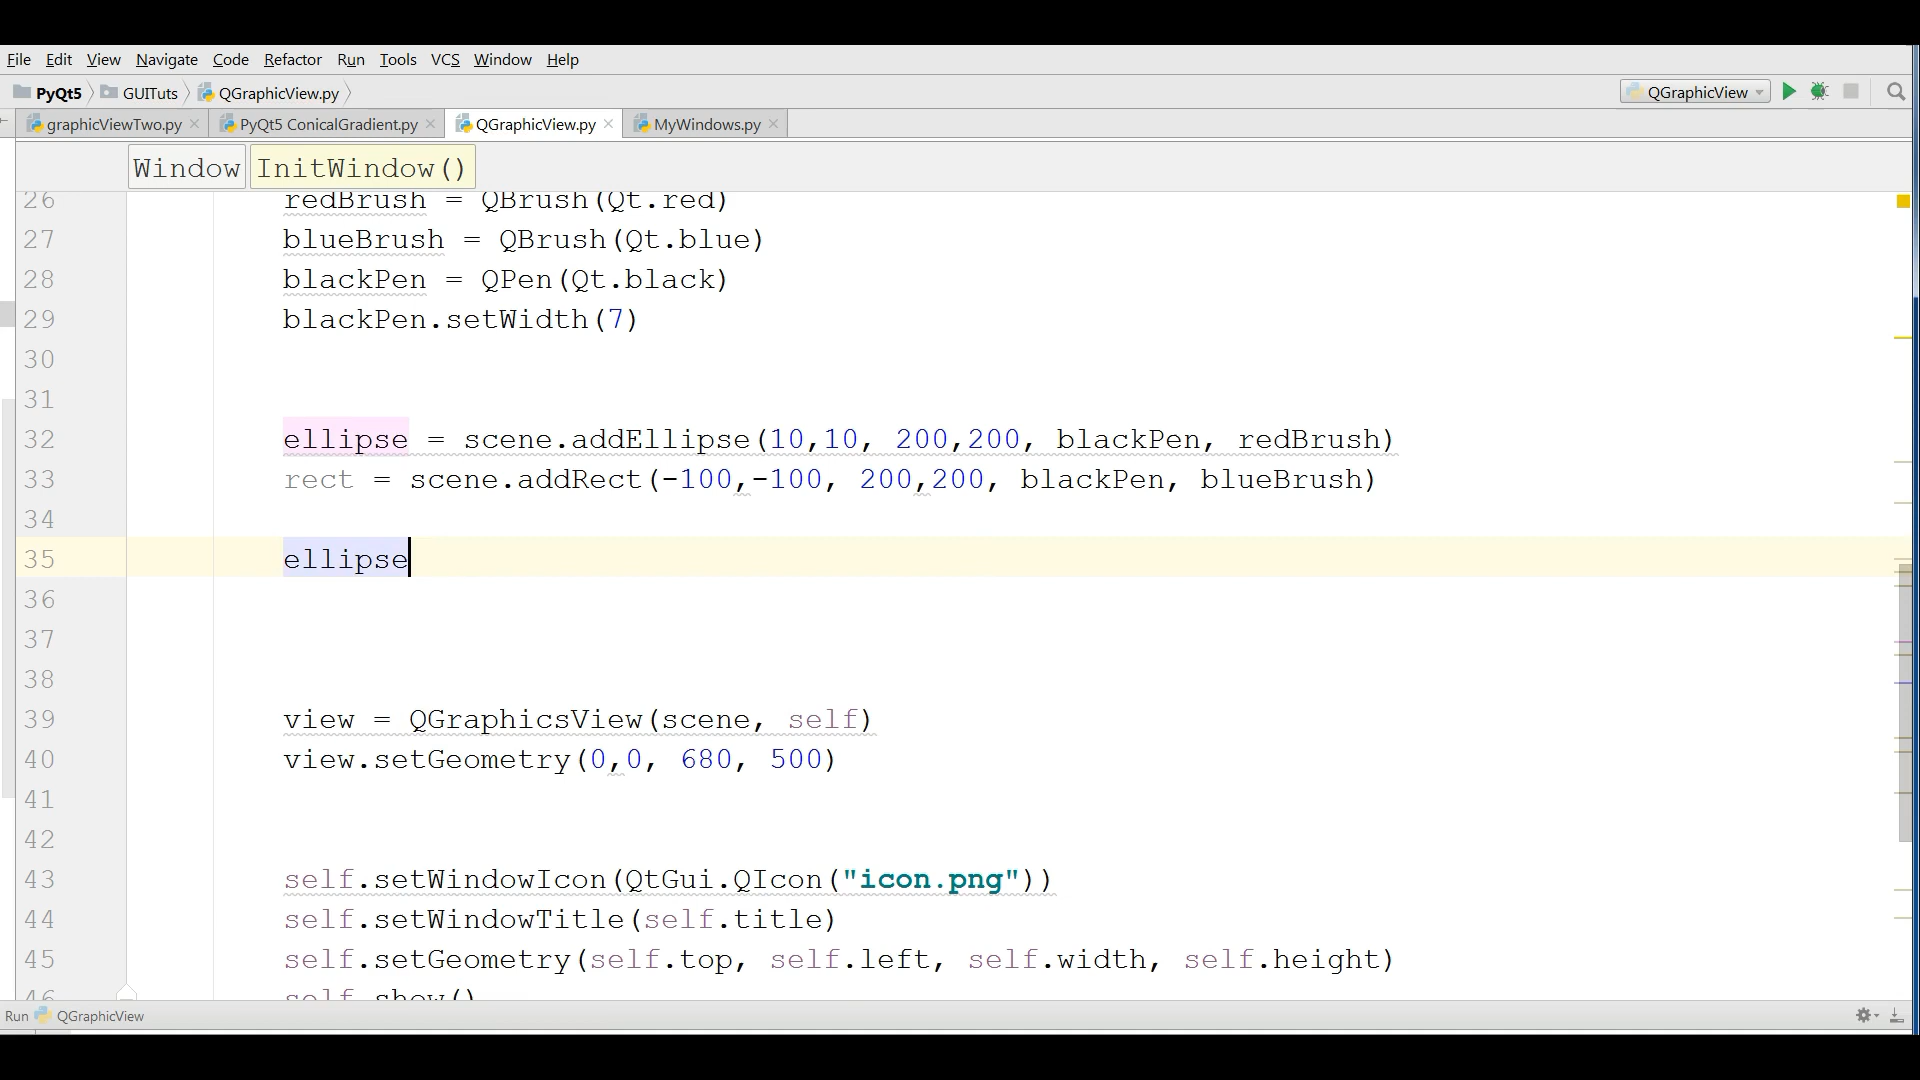 File Edit View Navigate Code Refactor Run Tools VCS Window Help
PyQt5 GUITuts QGraphicView.py QGraphicView
graphicViewTwo.py PyQt5 ConicalGradient.py QGraphicView.py MyWindows.py
Window InitWindow()
26 redBrush = QBrush(Qt.red)
27 blueBrush = QBrush(Qt.blue)
28 blackPen = QPen(Qt.black)
29 blackPen.setWidth(7)
30
31
32 ellipse = scene.addEllipse(10,10, 200,200, blackPen, redBrush)
33 rect = scene.addRect(-100,-100, 200,200, blackPen, blueBrush)
34
35 ellipse
36
37
38
39 view = QGraphicsView(scene, self)
40 view.setGeometry(0,0, 680, 500)
41
42
43 self.setWindowIcon(QtGui.QIcon("icon.png"))
44 self.setWindowTitle(self.title)
45 self.setGeometry(self.top, self.left, self.width, self.height)
46 self.show()
Run QGraphicView